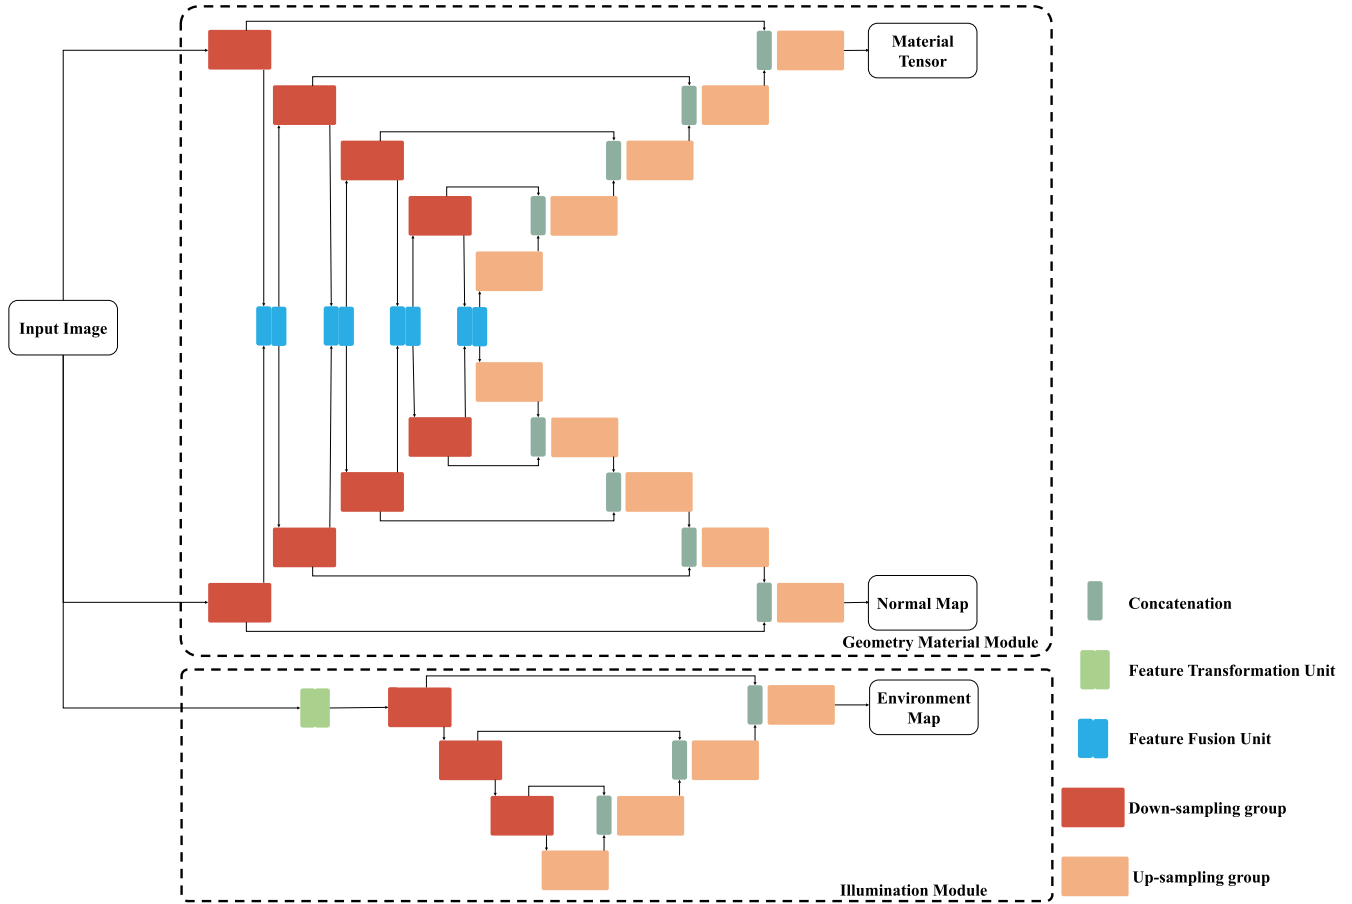 Material
Tensor
Input Image
Normal Map
Geometry Material Module
Environment
Map
Illumination Module
Concatenation
Feature Transformation Unit
Feature Fusion Unit
Down-sampling group
Up-sampling group